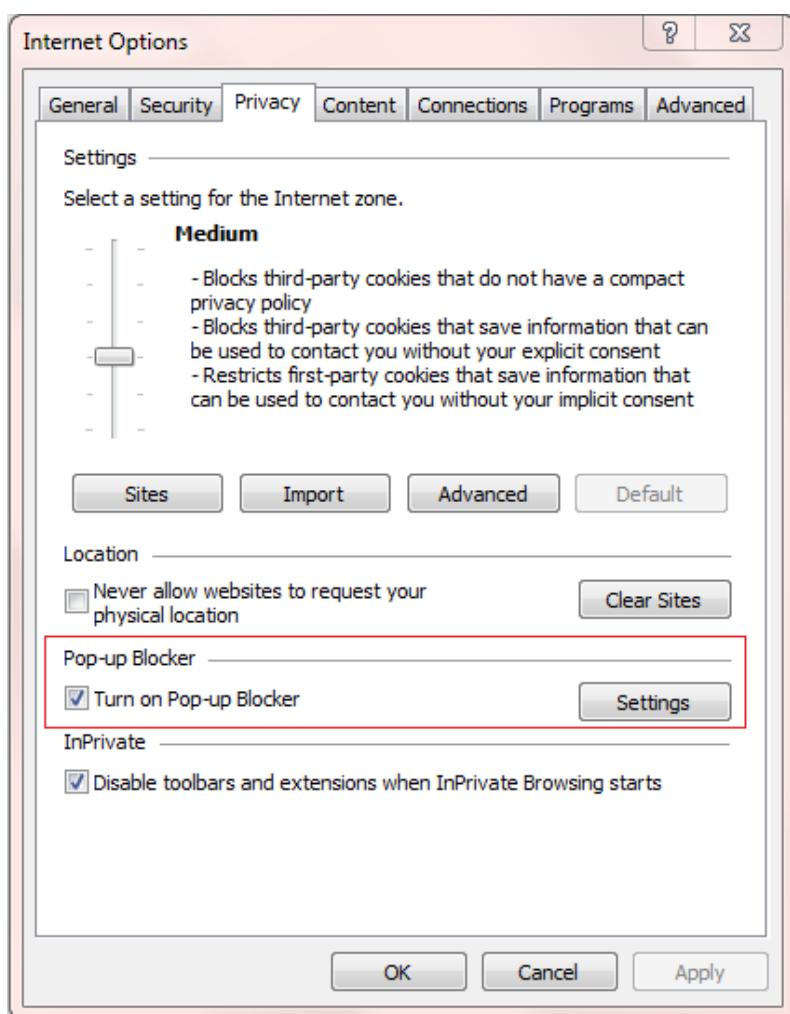 Internet Options
General Security Privacy Content Connections Programs Advanced
Settings
Select a setting for the Internet zone.
Medium
- Blocks third-party cookies that do not have a compact
privacy policy
- Blocks third-party cookies that save information that can
be used to contact you without your explicit consent
- Restricts first-party cookies that save information that
can be used to contact you without your implicit consent
Sites Import Advanced Default
Location
Never allow websites to request your
physical location
Clear Sites
Pop-up Blocker
Turn on Pop-up Blocker Settings
InPrivate
Disable toolbars and extensions when InPrivate Browsing starts
OK Cancel Apply